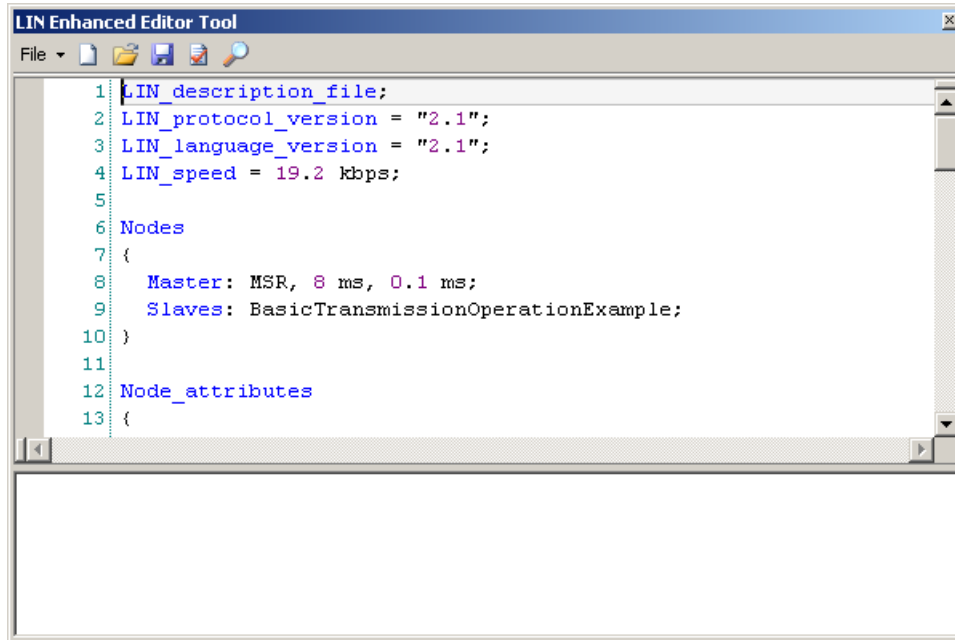 LIN Enhanced Editor Tool
File
1 LIN_description_file;
2 LIN_protocol_version = "2.1";
3 LIN_language_version = "2.1";
4 LIN_speed = 19.2 kbps;
5
6 Nodes
7 {
8 Master: MSR, 8 ms, 0.1 ms;
9 Slaves: BasicTransmissionOperationExample;
10 }
11
12 Node_attributes
13 {